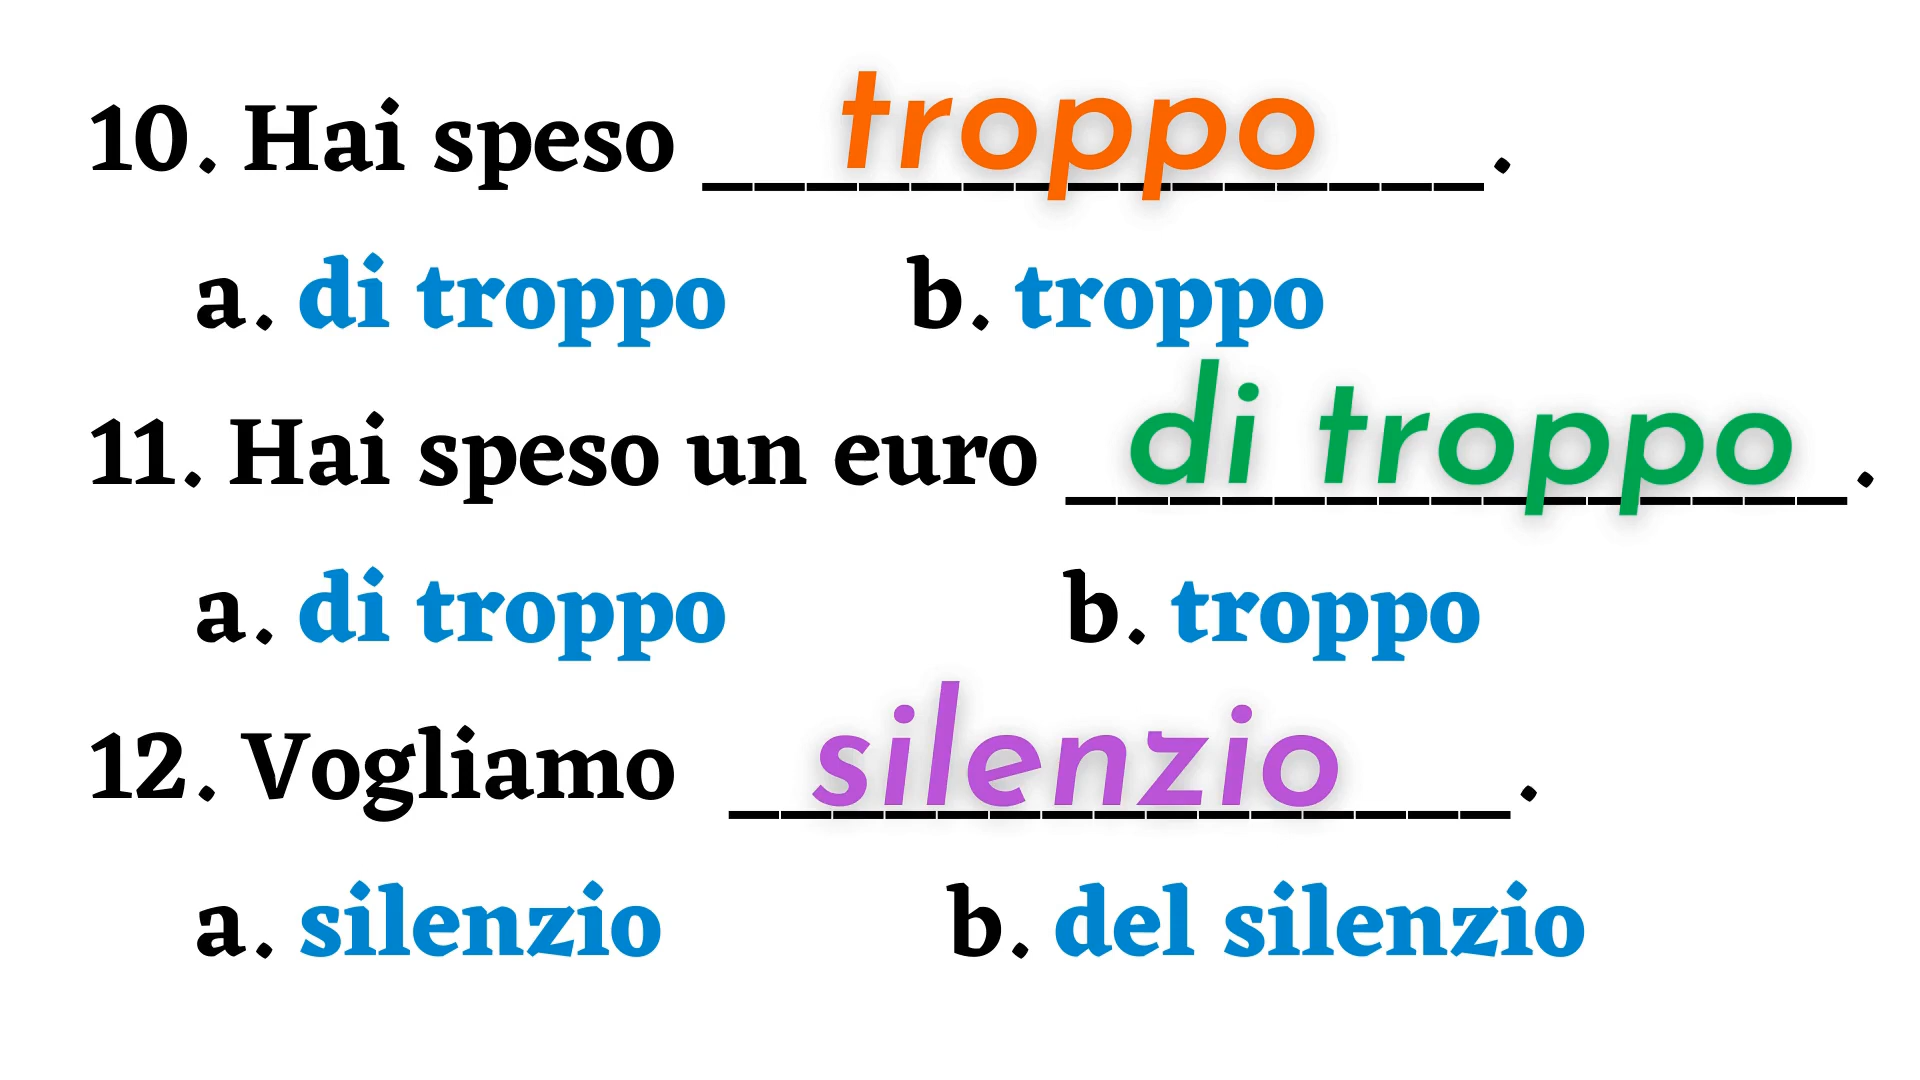 10. Hai speso troppo.
a. di troppo b. troppo
11. Hai speso un euro di troppo.
a. di troppo b. troppo
12. Vogliamo silenzio.
a. silenzio b. del silenzio